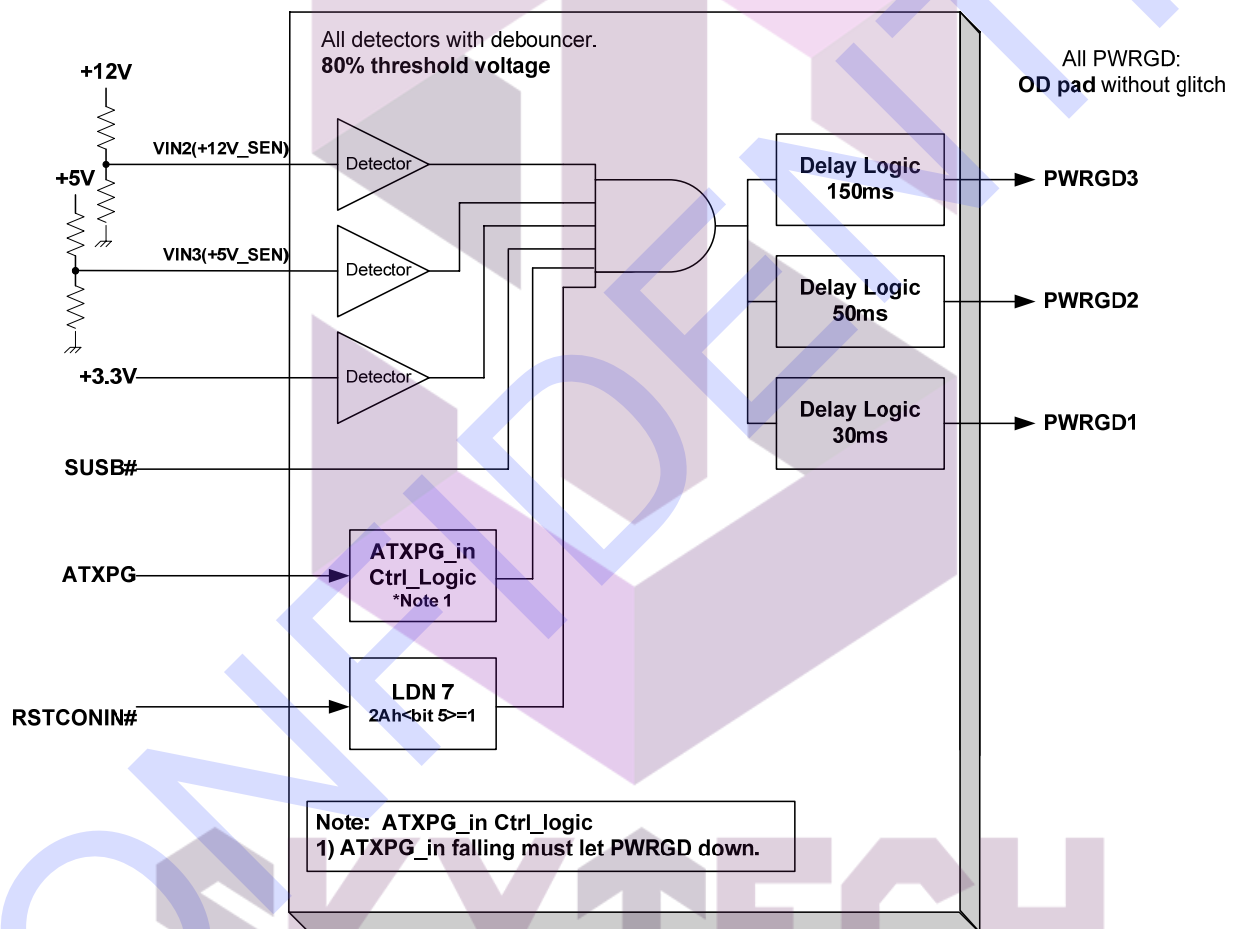 All detectors with debouncer.
80% threshold voltage
All PWRGD:
OD pad without glitch
+12V
VIN2(+12V_SEN)
Detector
Delay Logic
150ms
PWRGD3
+5V
VIN3(+5V_SEN)
Detector
Delay Logic
50ms
PWRGD2
+3.3V
Detector
Delay Logic
30ms
PWRGD1
SUSB#
ATXPG
ATXPG_in
Ctrl_Logic
*Note 1
RSTCONIN#
LDN 7
2Ah<bit 5>=1
Note: ATXPG_in Ctrl_logic
1) ATXPG_in falling must let PWRGD down.